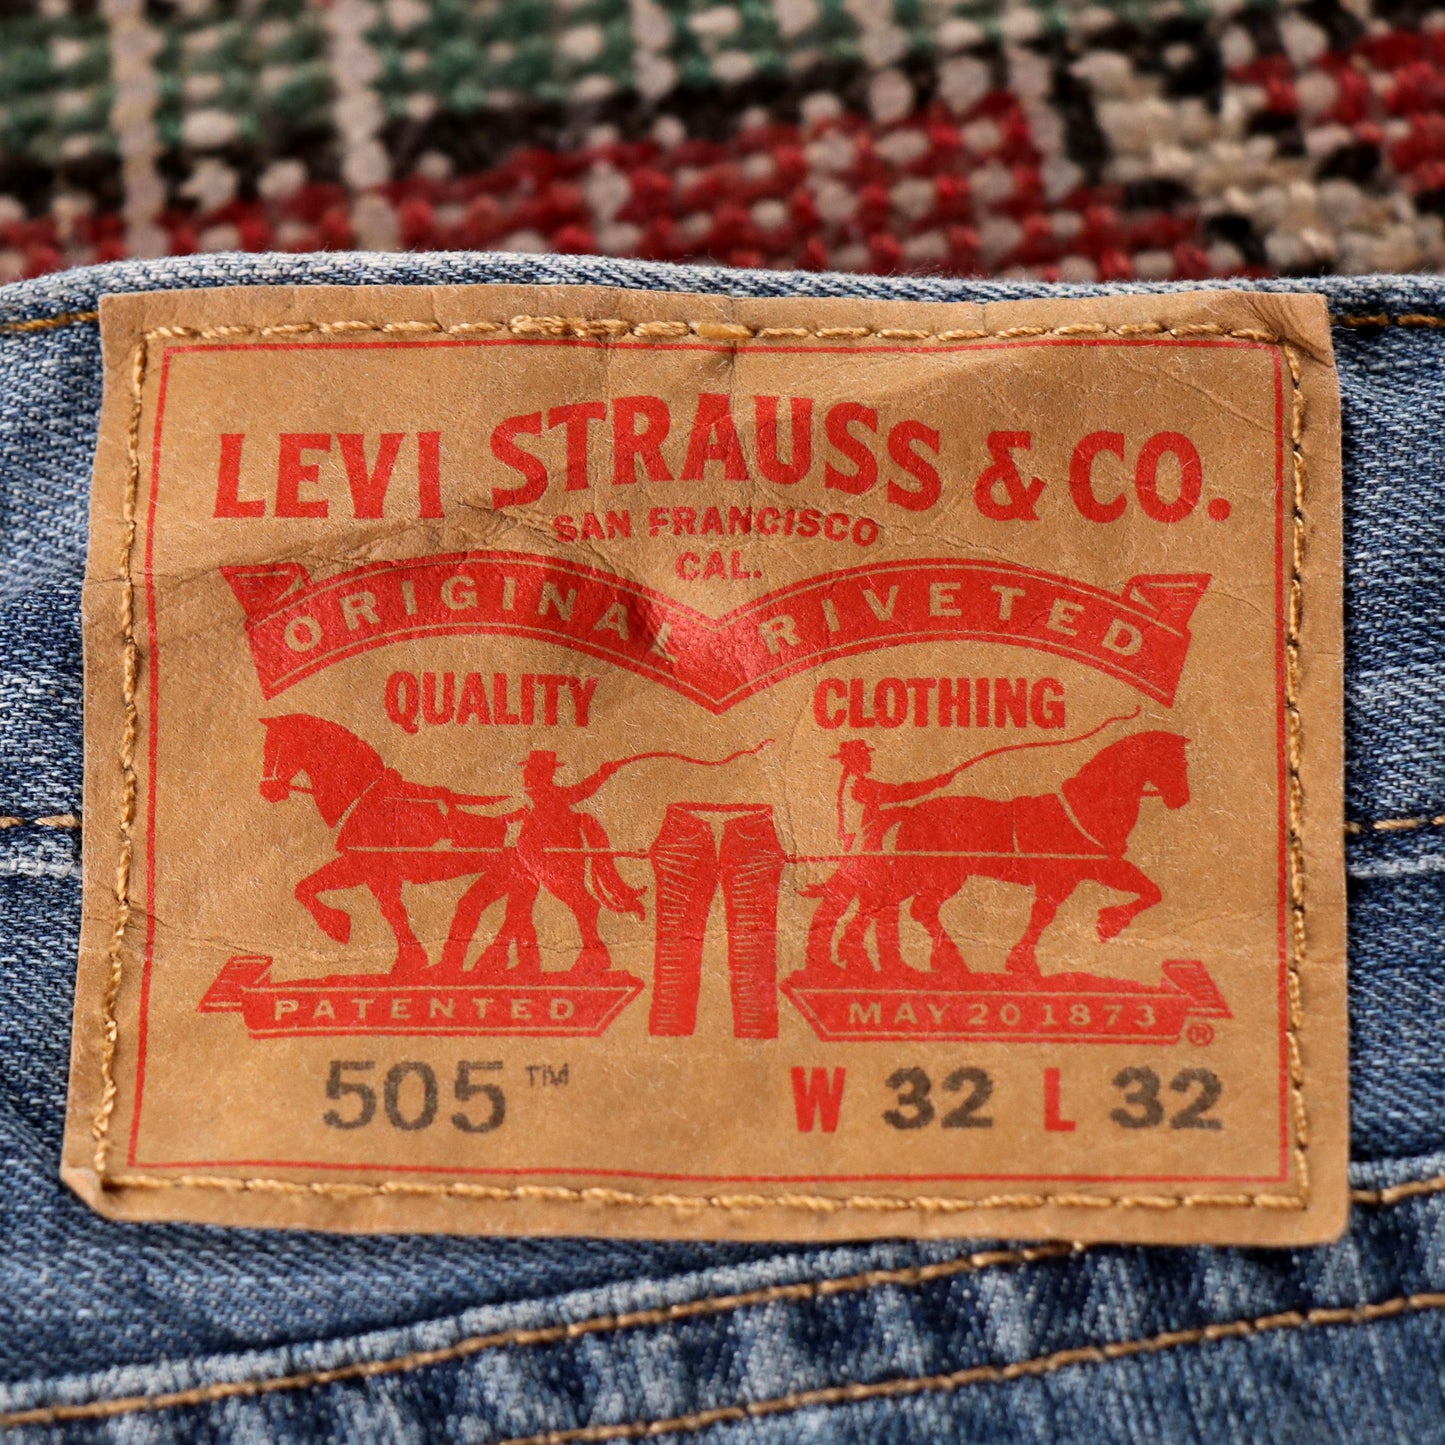 LEVI STRAUSS & CO.
SAN FRANCISCO
CAL.
ORIGINAL RIVETED
QUALITY CLOTHING
PATENTED MAY 20 1873 ®
505™ W 32 L 32